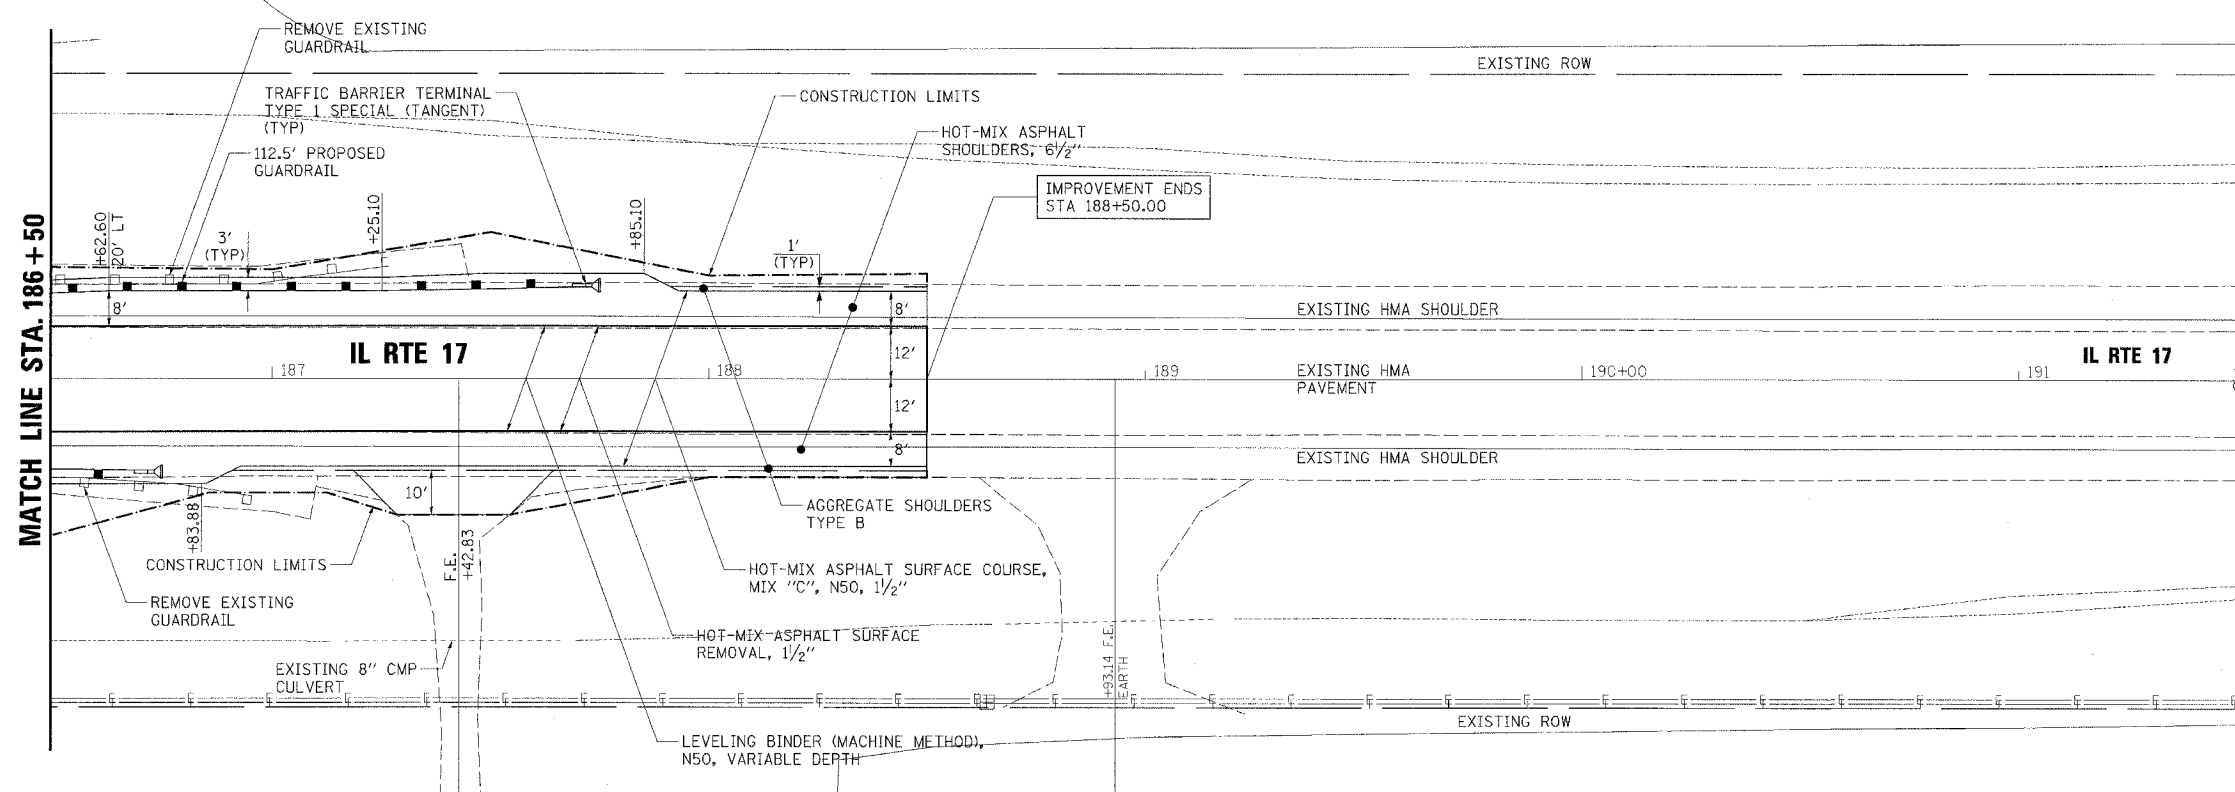 REMOVE EXISTING
GUARDRAIL
EXISTING ROW
TRAFFIC BARRIER TERMINAL
TYPE 1 SPECIAL (TANGENT)
(TYP)
CONSTRUCTION LIMITS
HOT-MIX ASPHALT
SHOULDERS, 6½"
112.5' PROPOSED
GUARDRAIL
IMPROVEMENT ENDS
STA 188+50.00
MATCH LINE STA. 186+50
+62.60
20' LT
3'
(TYP)
+25.10
+85.10
1'
(TYP)
8'
8'
EXISTING HMA SHOULDER
IL RTE 17
12'
IL RTE 17
187
188
189
EXISTING HMA
PAVEMENT
190+00
191
12'
8'
EXISTING HMA SHOULDER
10'
+83.88
AGGREGATE SHOULDERS
TYPE B
F.E.
+42.83
CONSTRUCTION LIMITS
HOT-MIX ASPHALT SURFACE COURSE,
MIX "C", N50, 1½"
REMOVE EXISTING
GUARDRAIL
HOT-MIX ASPHALT SURFACE
REMOVAL, 1½"
EXISTING 8" CMP
CULVERT
+93.14 F.E.
EARTH
EXISTING ROW
LEVELING BINDER (MACHINE METHOD),
N50, VARIABLE DEPTH